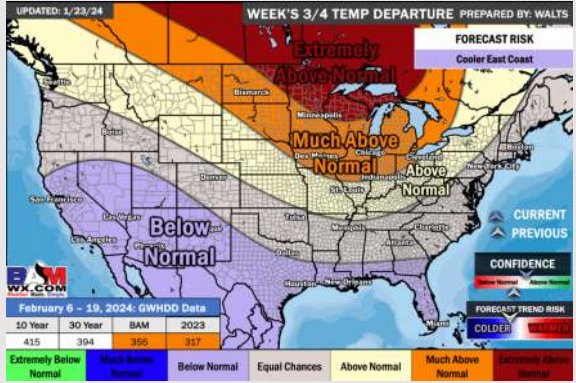 UPDATED: 1/23/24
WEEK'S 3/4 TEMP DEPARTURE
PREPARED BY: WALTS
FORECAST RISK
Cooler East Coast
Extremely
Above Normal
Seattle
Bismarck
Minneapolis
Much Above
Normal
Boise
Des Moines
Chicago
Cleveland
Boston
New York City
Indianapolis
Above
Normal
Denver
St. Louis
San Francisco
Las Vegas
Los Angeles
Below
Normal
Tulsa
Memphis
Charlotte
Atlanta
Dallas
Houston
New Orleans
Miami
CURRENT
PREVIOUS
CONFIDENCE
Below Normal
Above Normal
FORECAST TREND RISK
COLDER
WARMER
BAM
WX.COM
February 6 – 19, 2024: GWHDD Data
10 Year
30 Year
BAM
2023
415
394
355
317
Extremely Below
Normal
Much Below
Normal
Below Normal
Equal Chances
Above Normal
Much Above
Normal
Extremely Above
Normal